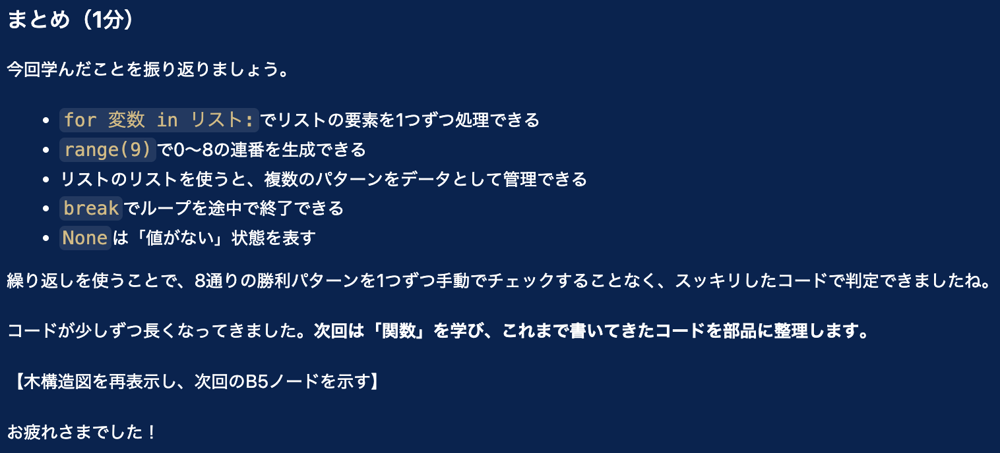 まとめ（1分）
今回学んだことを振り返りましょう。
• for 変数 in リスト:でリストの要素を1つずつ処理できる
• range(9)で0〜8の連番を生成できる
• リストのリストを使うと、複数のパターンをデータとして管理できる
• breakでループを途中で終了できる
• Noneは「値がない」状態を表す
繰り返しを使うことで、8通りの勝利パターンを1つずつ手動でチェックすることなく、スッキリしたコードで判定できましたね。
コードが少しずつ長くなってきました。次回は「関数」を学び、これまで書いてきたコードを部品に整理します。
【木構造図を再表示し、次回のB5ノードを示す】
お疲れさまでした！